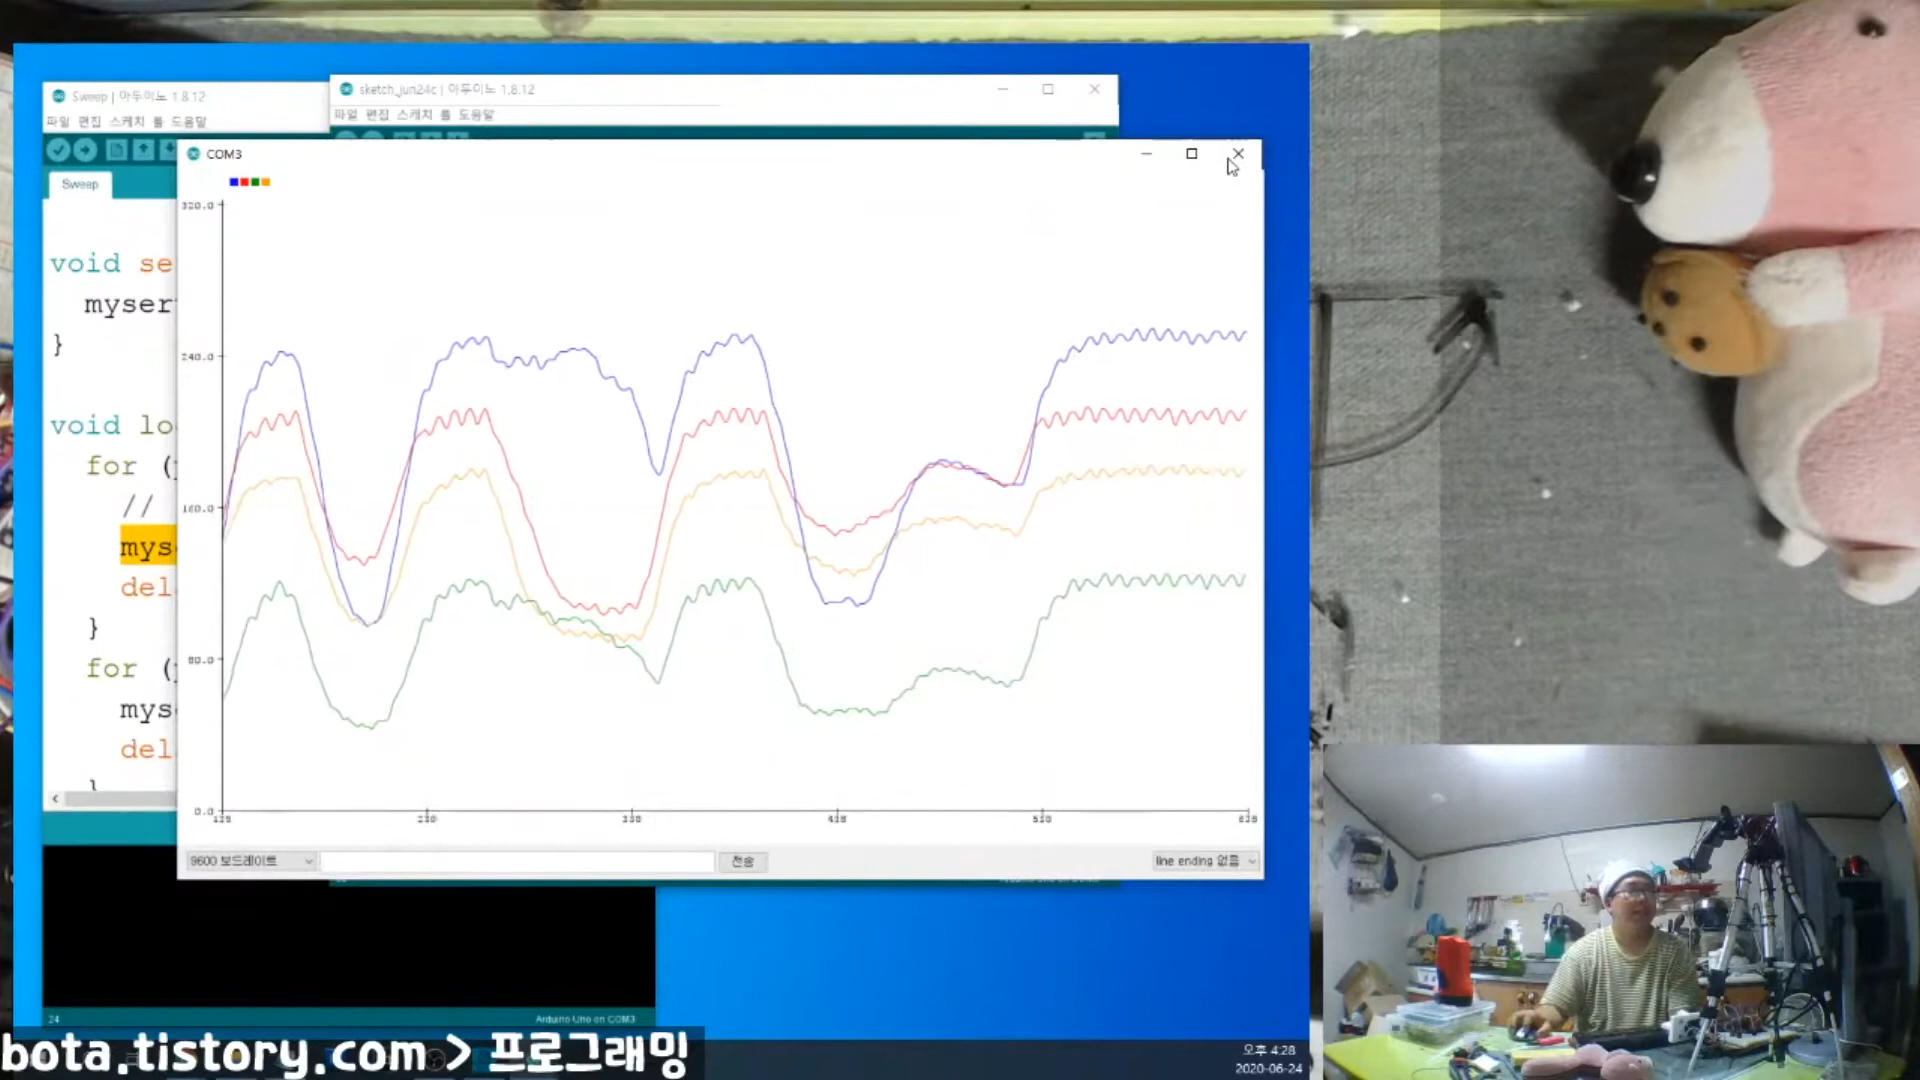 Sweep | 아두이노 1.8.12
파일 편집 스케치 툴 도움말
sketch_jun24c | 아두이노 1.8.12
파일 편집 스케치 툴 도움말
COM3
Sweep
320.0
240.0
160.0
80.0
0.0
void se
myser
}
void lo
for (
//
mys
del
}
for (
mys
del
}
9600 보드레이트
전송
line ending 없음
24
Arduino Uno on COM3
bota.tistory.com > 프로그래밍
오후 4:28
2020-06-24